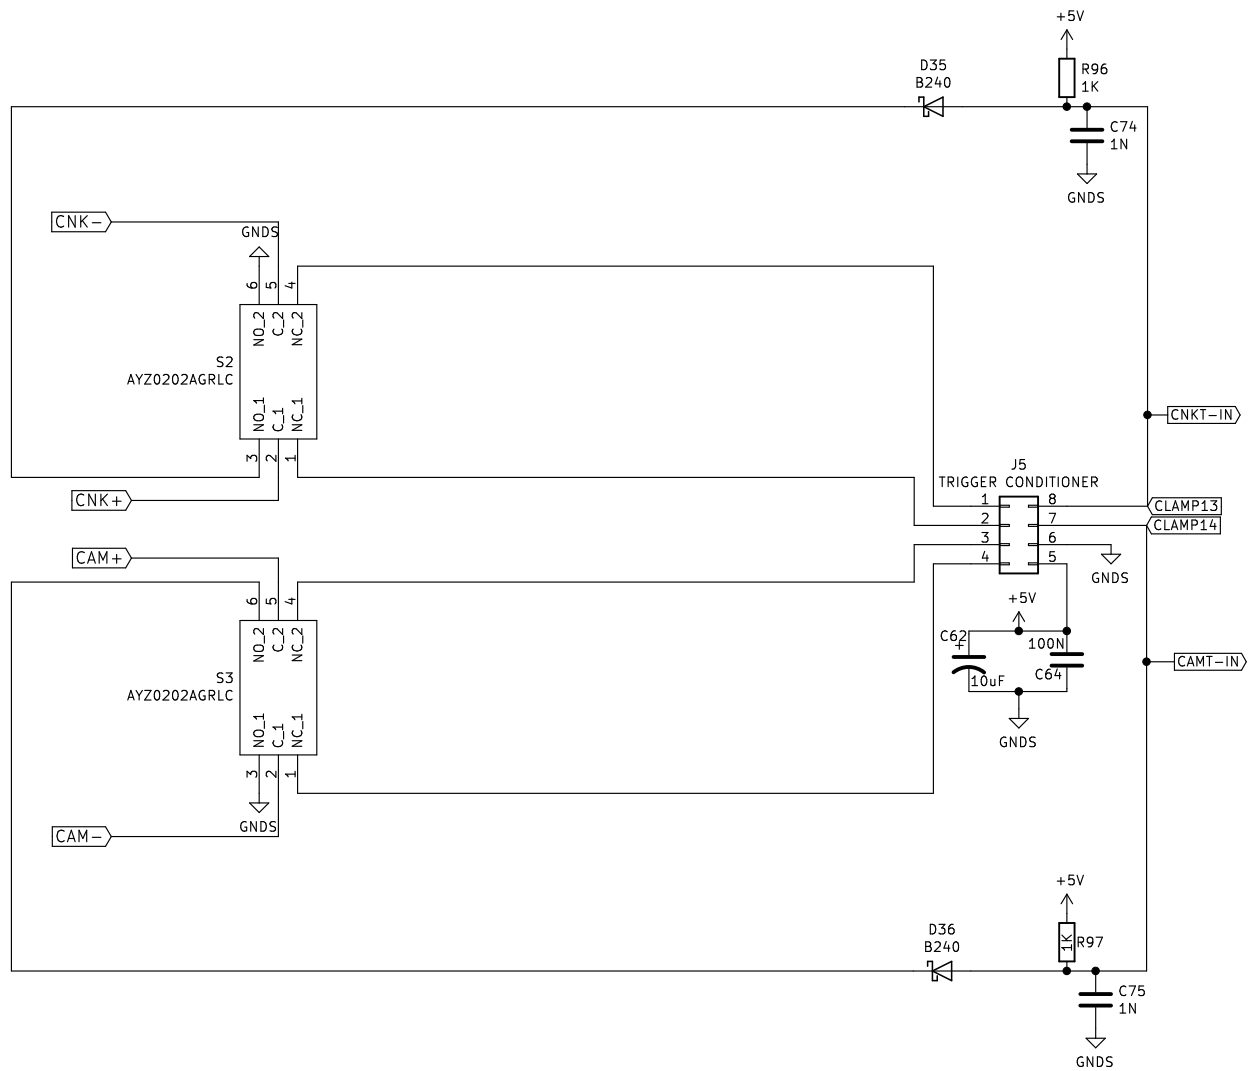 +5V
D35
B240
R96
1K
C74
1N
GNDS
CNK-
GNDS
6
5
4
NO_2
C_2
NC_2
S2
AYZ0202AGRLC
NO_1
C_1
NC_1
3
2
1
CNK+
CNKT-IN
J5
TRIGGER CONDITIONER
1
8
CLAMP13
2
7
CLAMP14
3
6
4
5
GNDS
CAM+
6
5
4
NO_2
C_2
NC_2
S3
AYZ0202AGRLC
NO_1
C_1
NC_1
3
2
1
GNDS
CAM-
+5V
C62
+
10uF
100N
C64
GNDS
CAMT-IN
+5V
D36
B240
1K
R97
C75
1N
GNDS